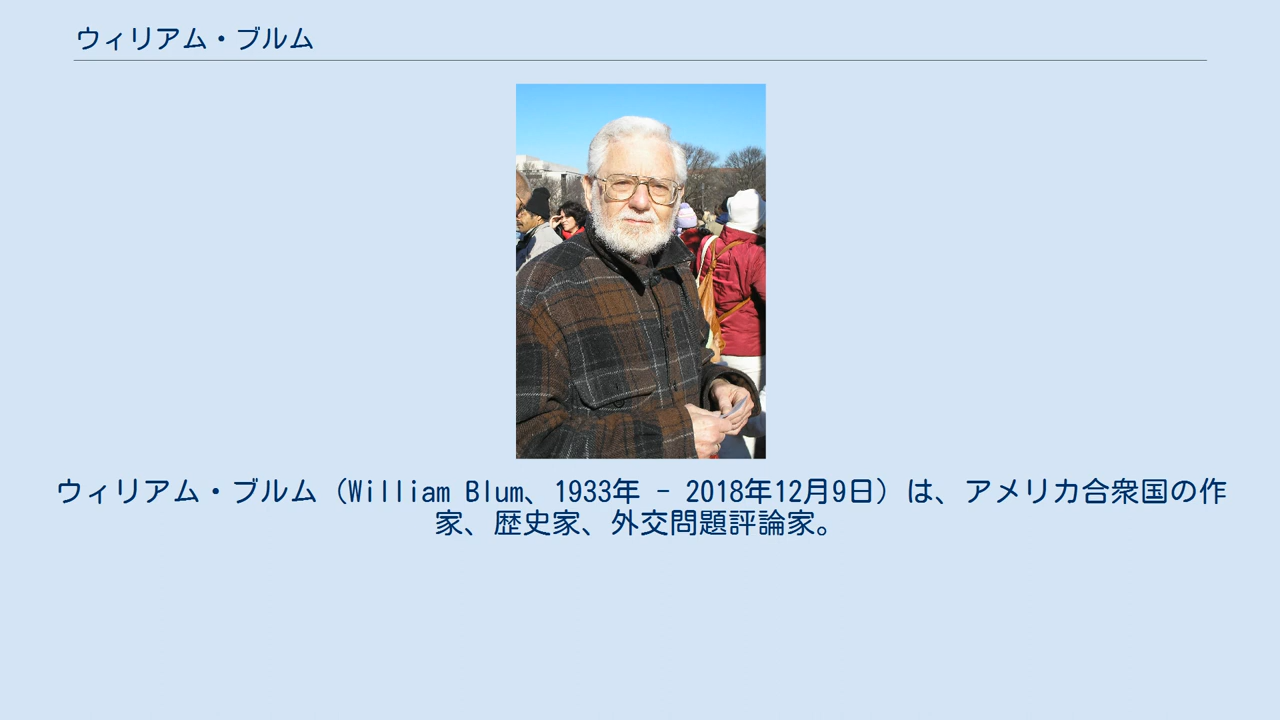 ウィリアム・ブルム
ウィリアム・ブルム（William Blum、1933年 - 2018年12月9日）は、アメリカ合衆国の作
家、歴史家、外交問題評論家。